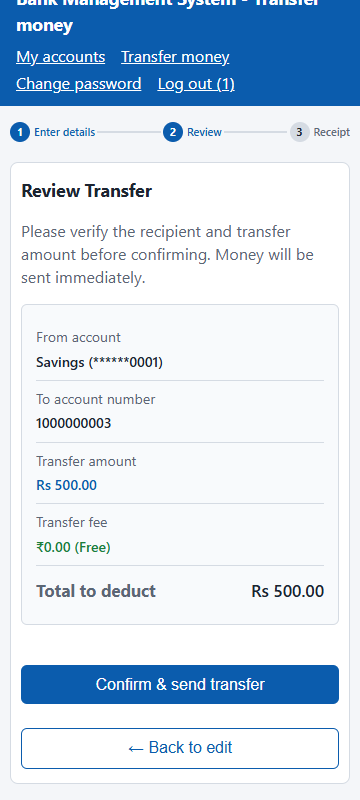 Bank Management System - Transfer
money
My accounts Transfer money
Change password Log out (1)
1 Enter details 2 Review 3 Receipt
Review Transfer
Please verify the recipient and transfer
amount before confirming. Money will be
sent immediately.
From account
Savings (******0001)
To account number
1000000003
Transfer amount
Rs 500.00
Transfer fee
₹0.00 (Free)
Total to deduct Rs 500.00
Confirm & send transfer
← Back to edit